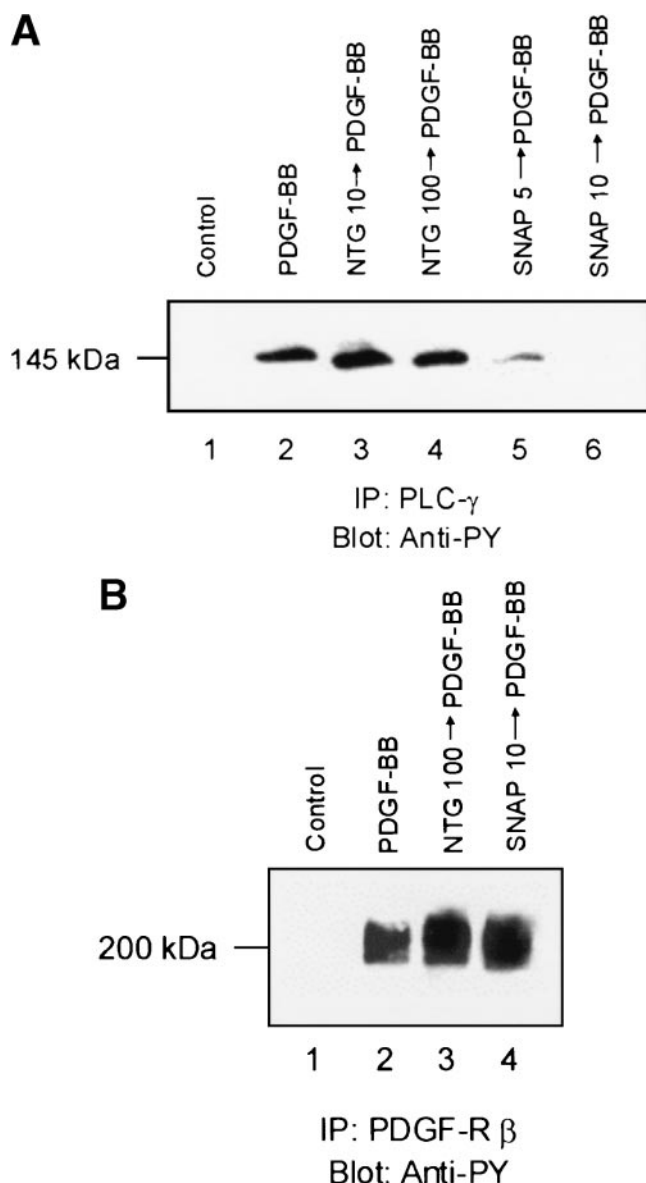 A
Control
PDGF-BB
NTG 10→PDGF-BB
NTG 100→PDGF-BB
SNAP 5→PDGF-BB
SNAP 10→PDGF-BB
145 kDa
1 2 3 4 5 6
IP: PLC-γ
Blot: Anti-PY
B
Control
PDGF-BB
NTG 100→PDGF-BB
SNAP 10→PDGF-BB
200 kDa
1 2 3 4
IP: PDGF-R β
Blot: Anti-PY